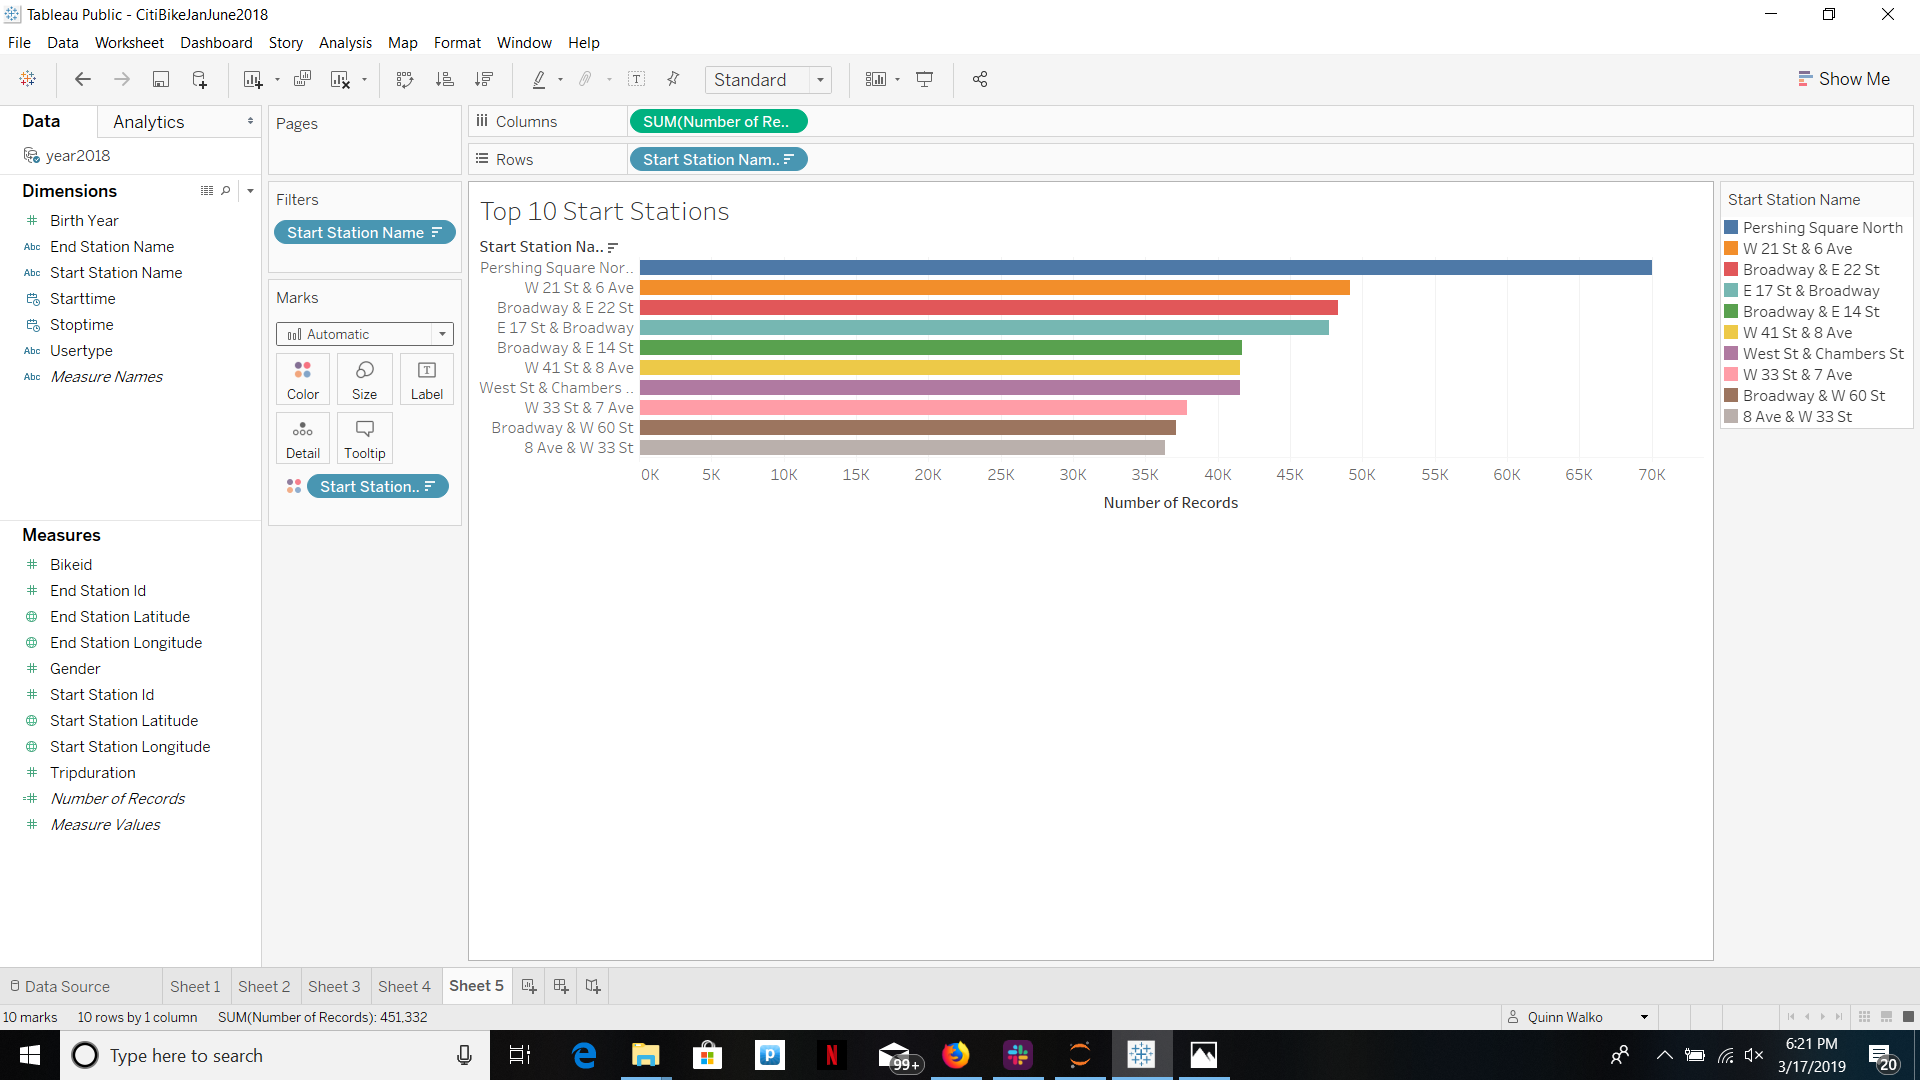 Tableau Public - CitiBikeJanJune2018
File Data Worksheet Dashboard Story Analysis Map Format Window Help
Standard
Show Me
Data Analytics
year2018
Dimensions
Birth Year
Abc End Station Name
Abc Start Station Name
Starttime
Stoptime
Abc Usertype
Abc Measure Names
Measures
Bikeid
End Station Id
End Station Latitude
End Station Longitude
Gender
Start Station Id
Start Station Latitude
Start Station Longitude
Tripduration
Number of Records
Measure Values
Pages
Filters
Start Station Name
Marks
Automatic
Color Size Label
Detail Tooltip
Start Station..
Columns SUM(Number of Re..
Rows Start Station Nam..
Top 10 Start Stations
Start Station Na..
Pershing Square Nor..
W 21 St & 6 Ave
Broadway & E 22 St
E 17 St & Broadway
Broadway & E 14 St
W 41 St & 8 Ave
West St & Chambers ..
W 33 St & 7 Ave
Broadway & W 60 St
8 Ave & W 33 St
0K 5K 10K 15K 20K 25K 30K 35K 40K 45K 50K 55K 60K 65K 70K
Number of Records
Start Station Name
Pershing Square North
W 21 St & 6 Ave
Broadway & E 22 St
E 17 St & Broadway
Broadway & E 14 St
W 41 St & 8 Ave
West St & Chambers St
W 33 St & 7 Ave
Broadway & W 60 St
8 Ave & W 33 St
Data Source Sheet 1 Sheet 2 Sheet 3 Sheet 4 Sheet 5
10 marks 10 rows by 1 column SUM(Number of Records): 451,332
Quinn Walko
Type here to search
99+
6:21 PM
3/17/2019
20